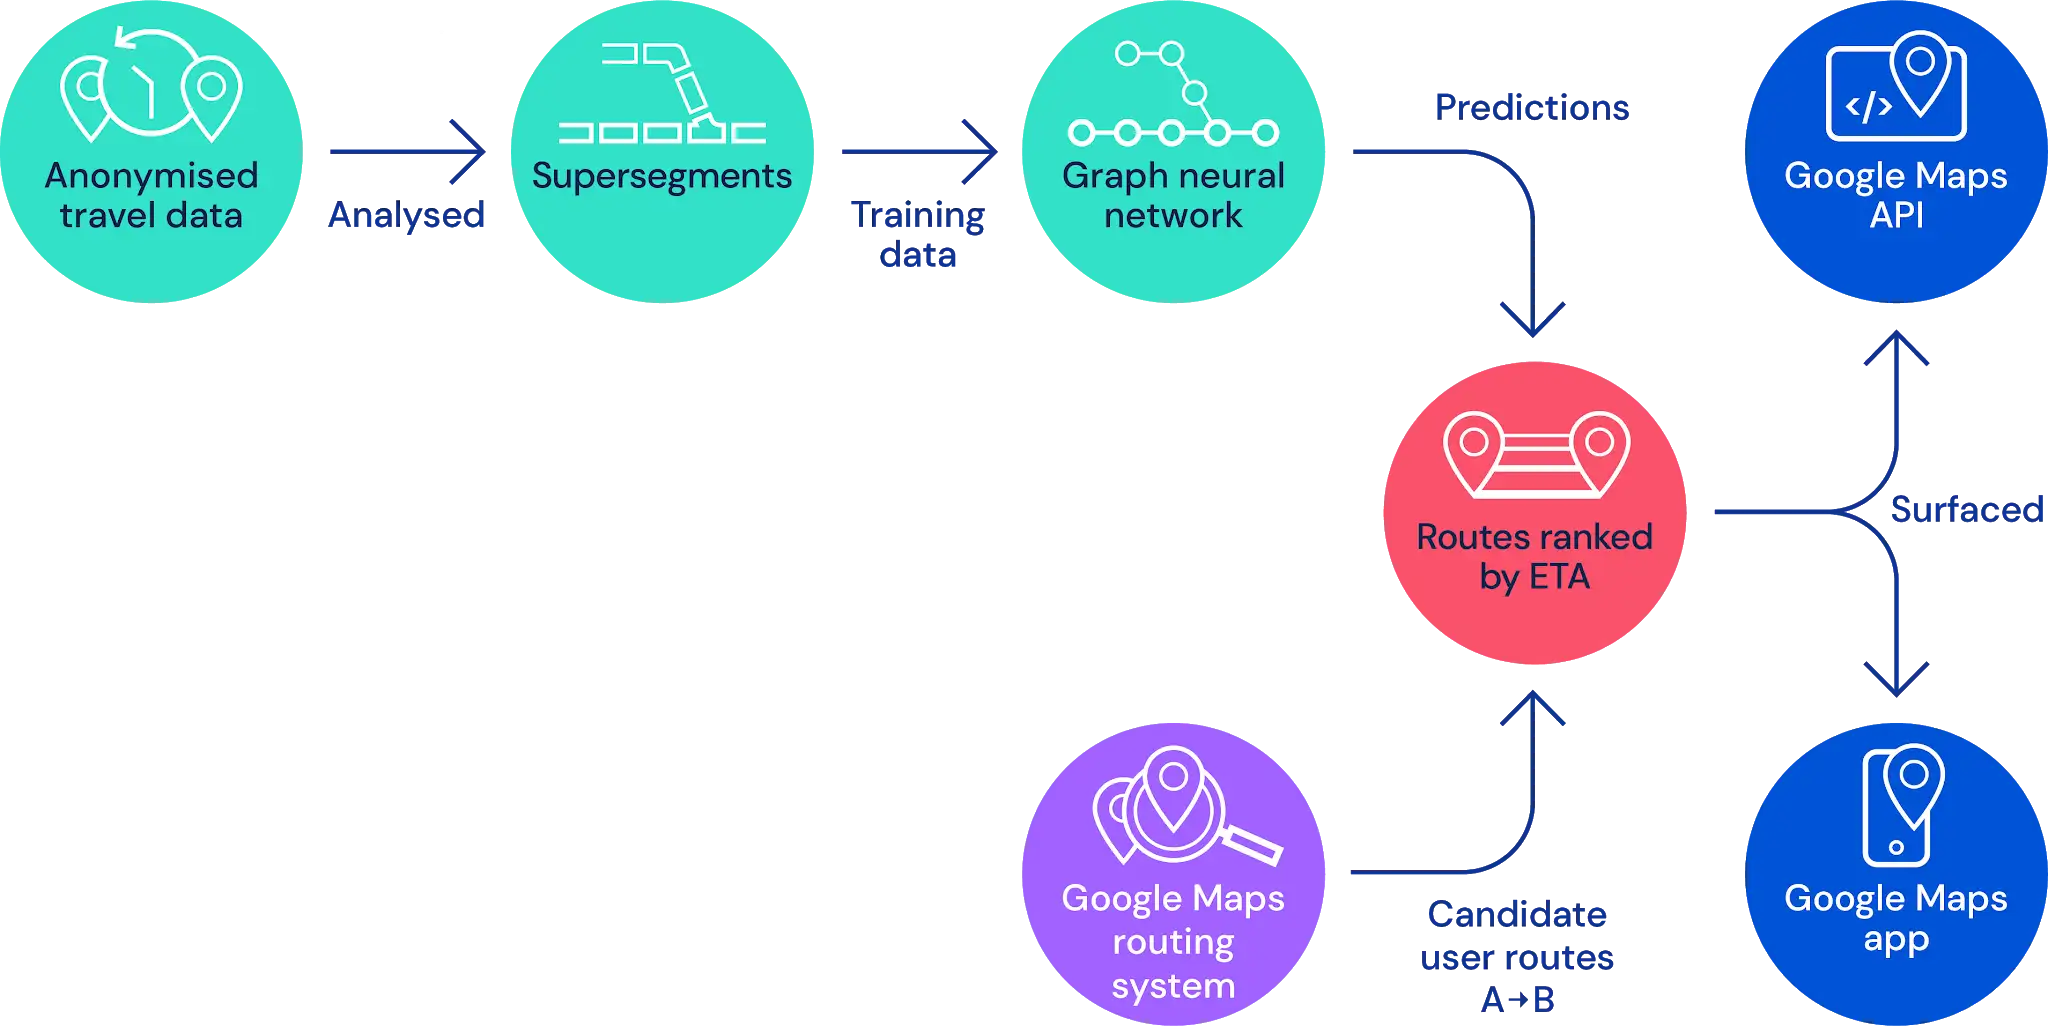 Anonymised
travel data
Analysed
Supersegments
Training
data
Graph neural
network
Predictions
Google Maps
API
Routes ranked
by ETA
Surfaced
Google Maps
routing
system
Candidate
user routes
A→B
Google Maps
app